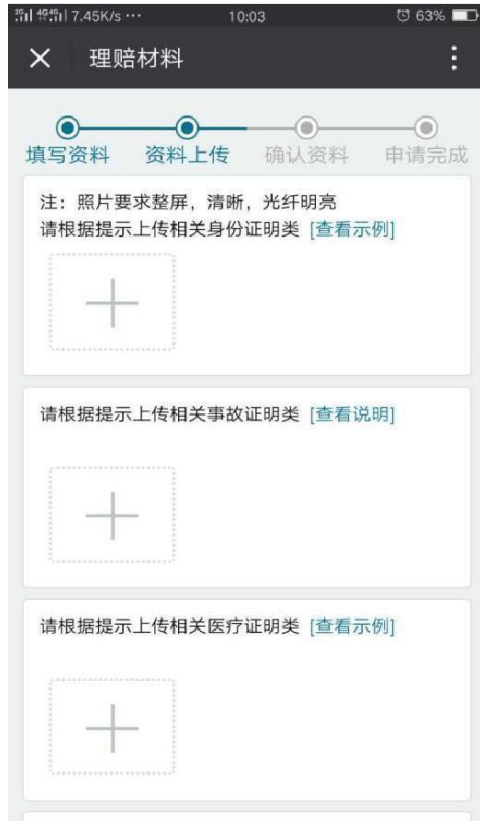 7.45K/s ··· 10:03 63%
理赔材料
填写资料 资料上传 确认资料 申请完成
注：照片要求整屏，清晰，光纤明亮
请根据提示上传相关身份证明类 [查看示例]
请根据提示上传相关事故证明类 [查看说明]
请根据提示上传相关医疗证明类 [查看示例]